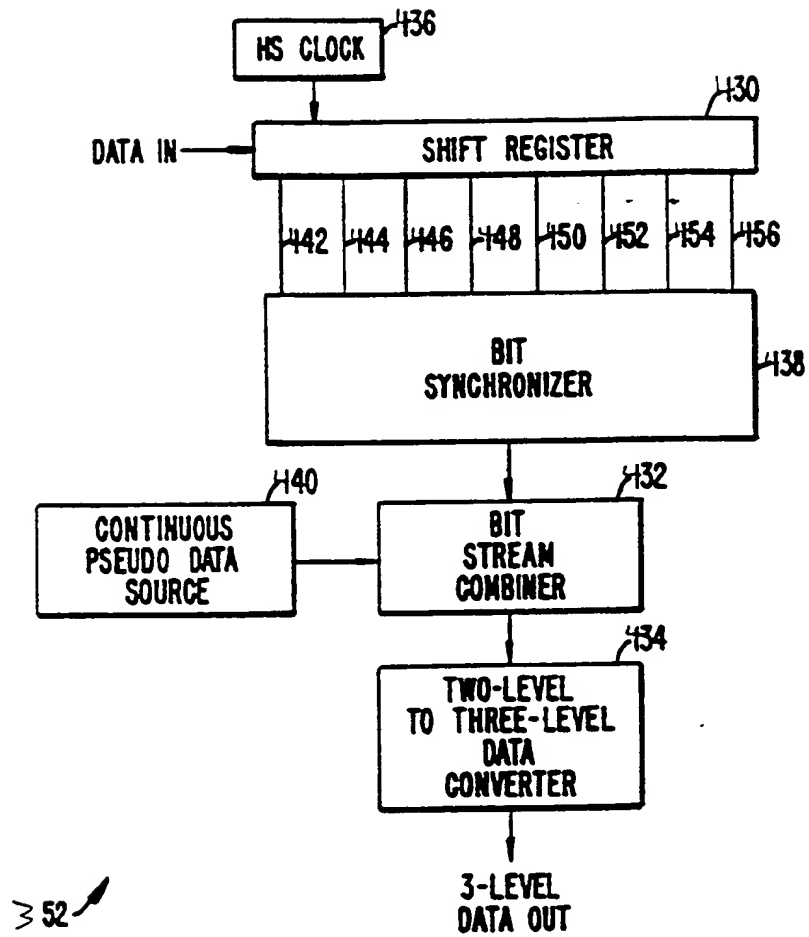 436
HS CLOCK
430
DATA IN
SHIFT REGISTER
442 444 446 448 450 452 454 456
BIT
SYNCHRONIZER
438
440
432
CONTINUOUS
PSEUDO DATA
SOURCE
BIT
STREAM
COMBINER
434
TWO-LEVEL
TO THREE-LEVEL
DATA
CONVERTER
352
3-LEVEL
DATA OUT